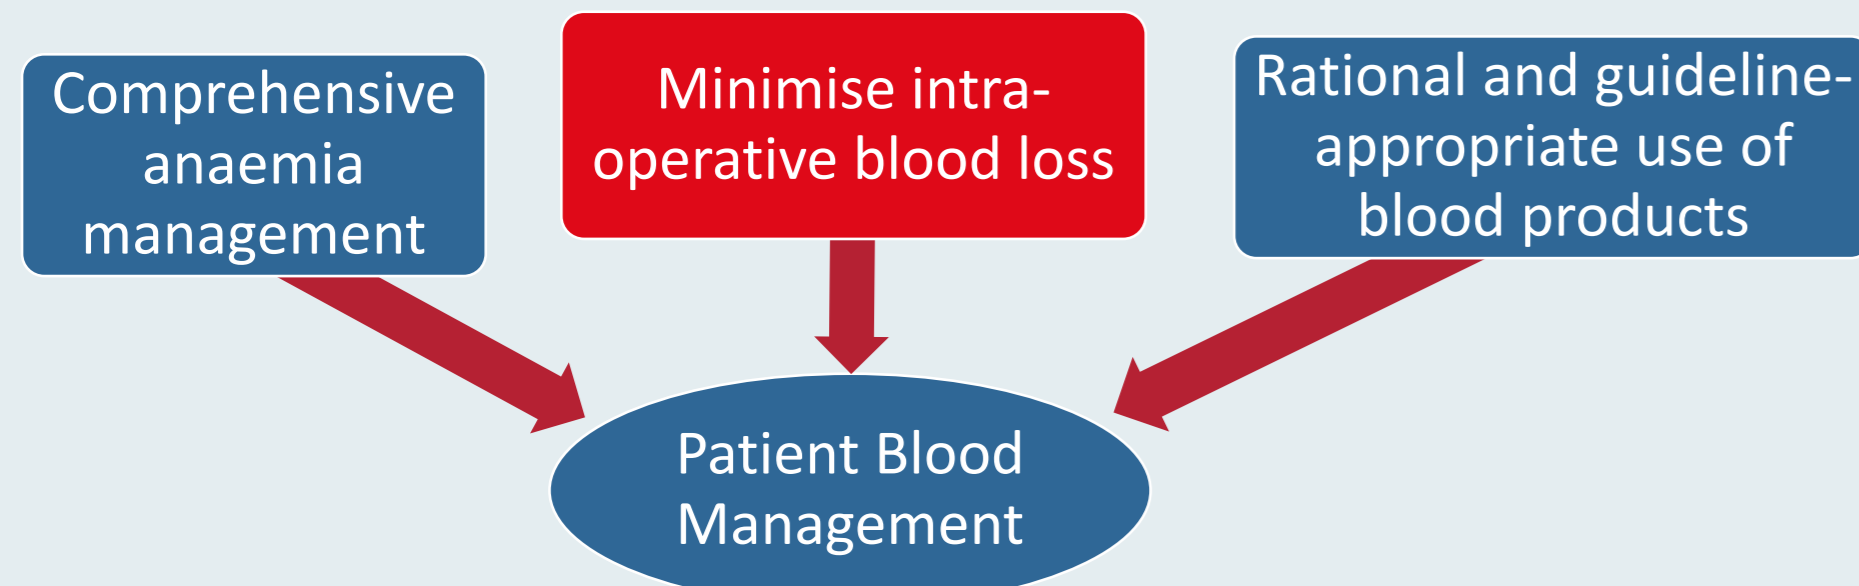 Comprehensive
anaemia
management
Minimise intra-
operative blood loss
Rational and guideline-
appropriate use of
blood products
Patient Blood
Management